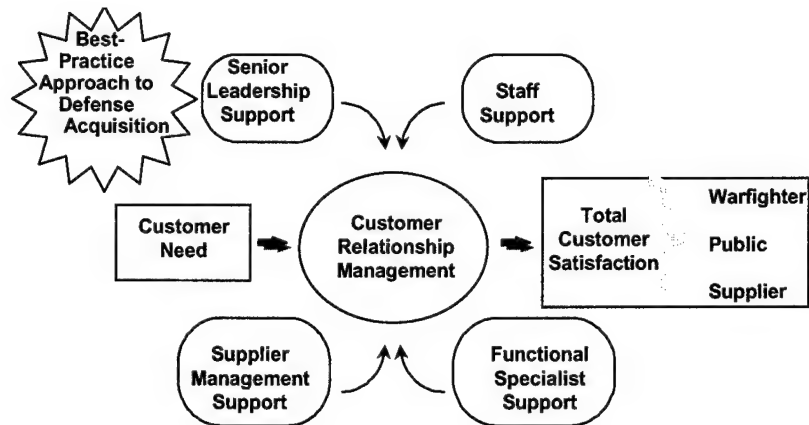 Best-
Practice
Approach to
Defense
Acquisition
Senior
Leadership
Support
Staff
Support
Customer
Need
Customer
Relationship
Management
Total
Customer
Satisfaction
Warfighter
Public
Supplier
Supplier
Management
Support
Functional
Specialist
Support